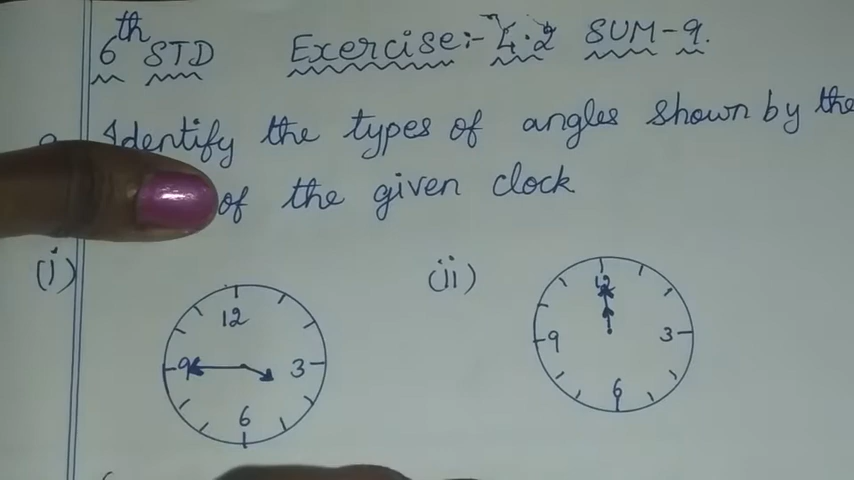 6th STD Exercise:- 4.2 SUM-9.
Identify the types of angles shown by the
of the given clock
(i) (ii)
12
9 3
6
12
9 3
6